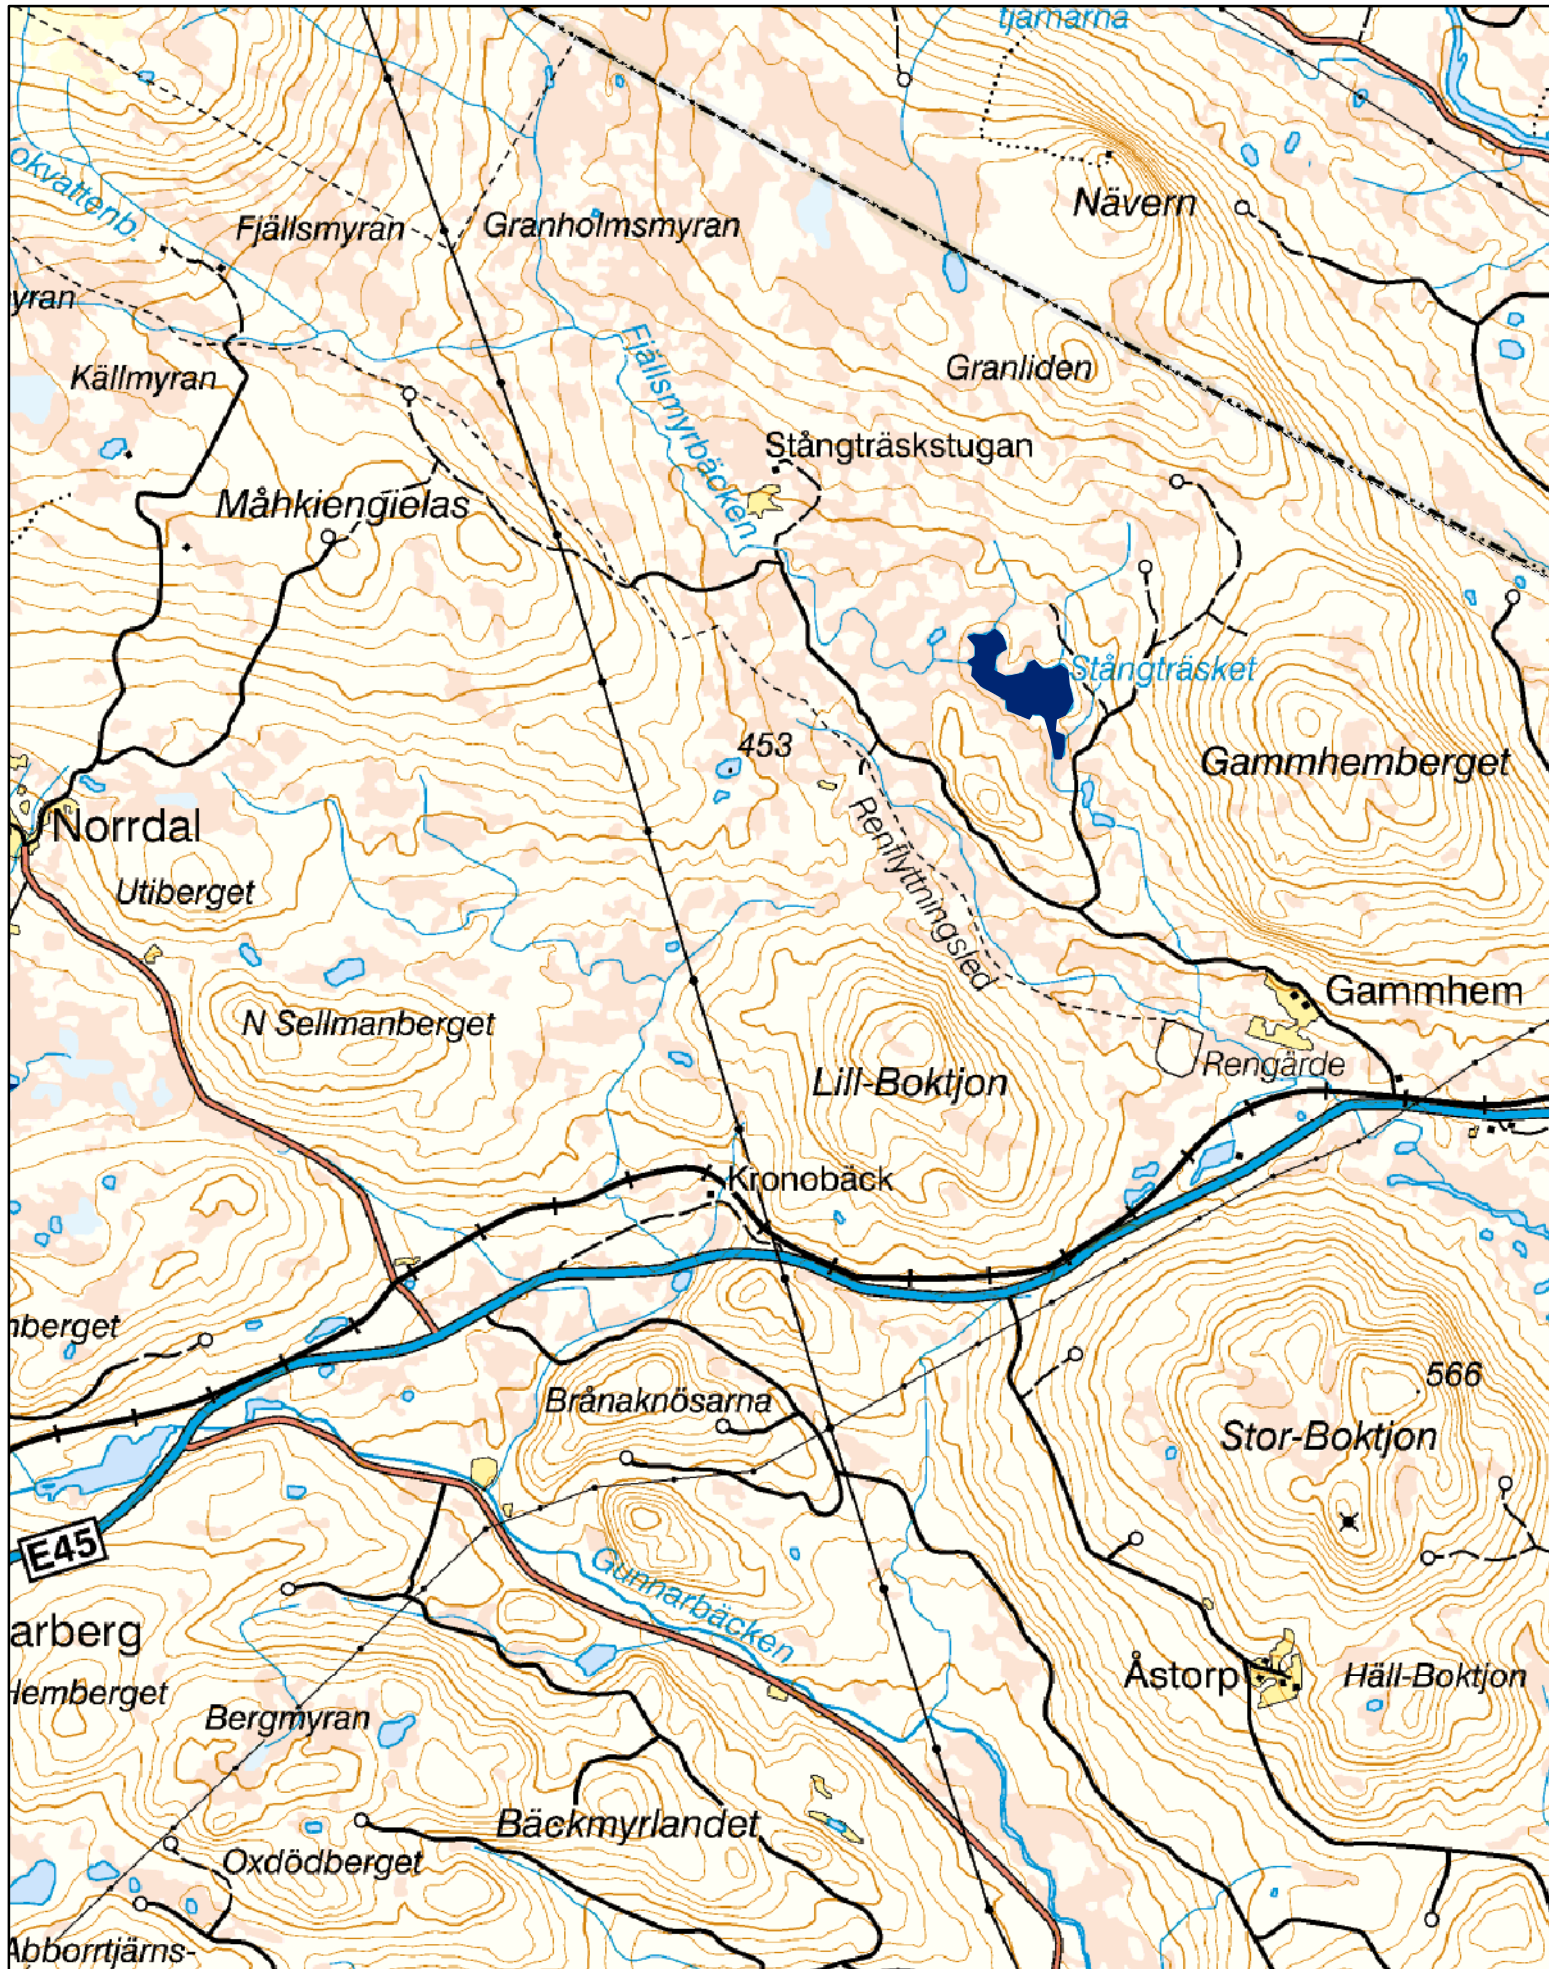 tjärnarna
okvattenb.
Nävern
Fjällsmyran
Granholmsmyran
yran
Källmyran
Fjällsmyrbäcken
Granliden
Stångträskstugan
Måhkiengielas
Stångträsket
453
Gammhemberget
Norrdal
Renflyttningsled
Utiberget
Gammhem
N Sellmanberget
Rengärde
Lill-Boktjon
Kronobäck
berget
566
Brånaknösarna
Stor-Boktjon
E45
Gunnarbäcken
arberg
Åstorp
Häll-Boktjon
lemberget
Bergmyran
Bäckmyrlandet
Oxdödberget
Abborrtjärns-